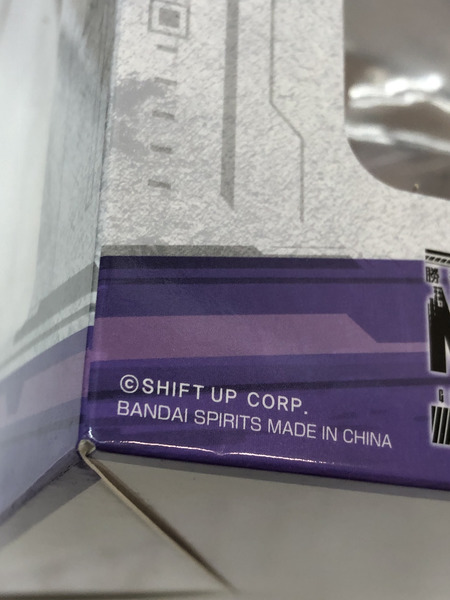 ©SHIFT UP CORP.
BANDAI SPIRITS MADE IN CHINA